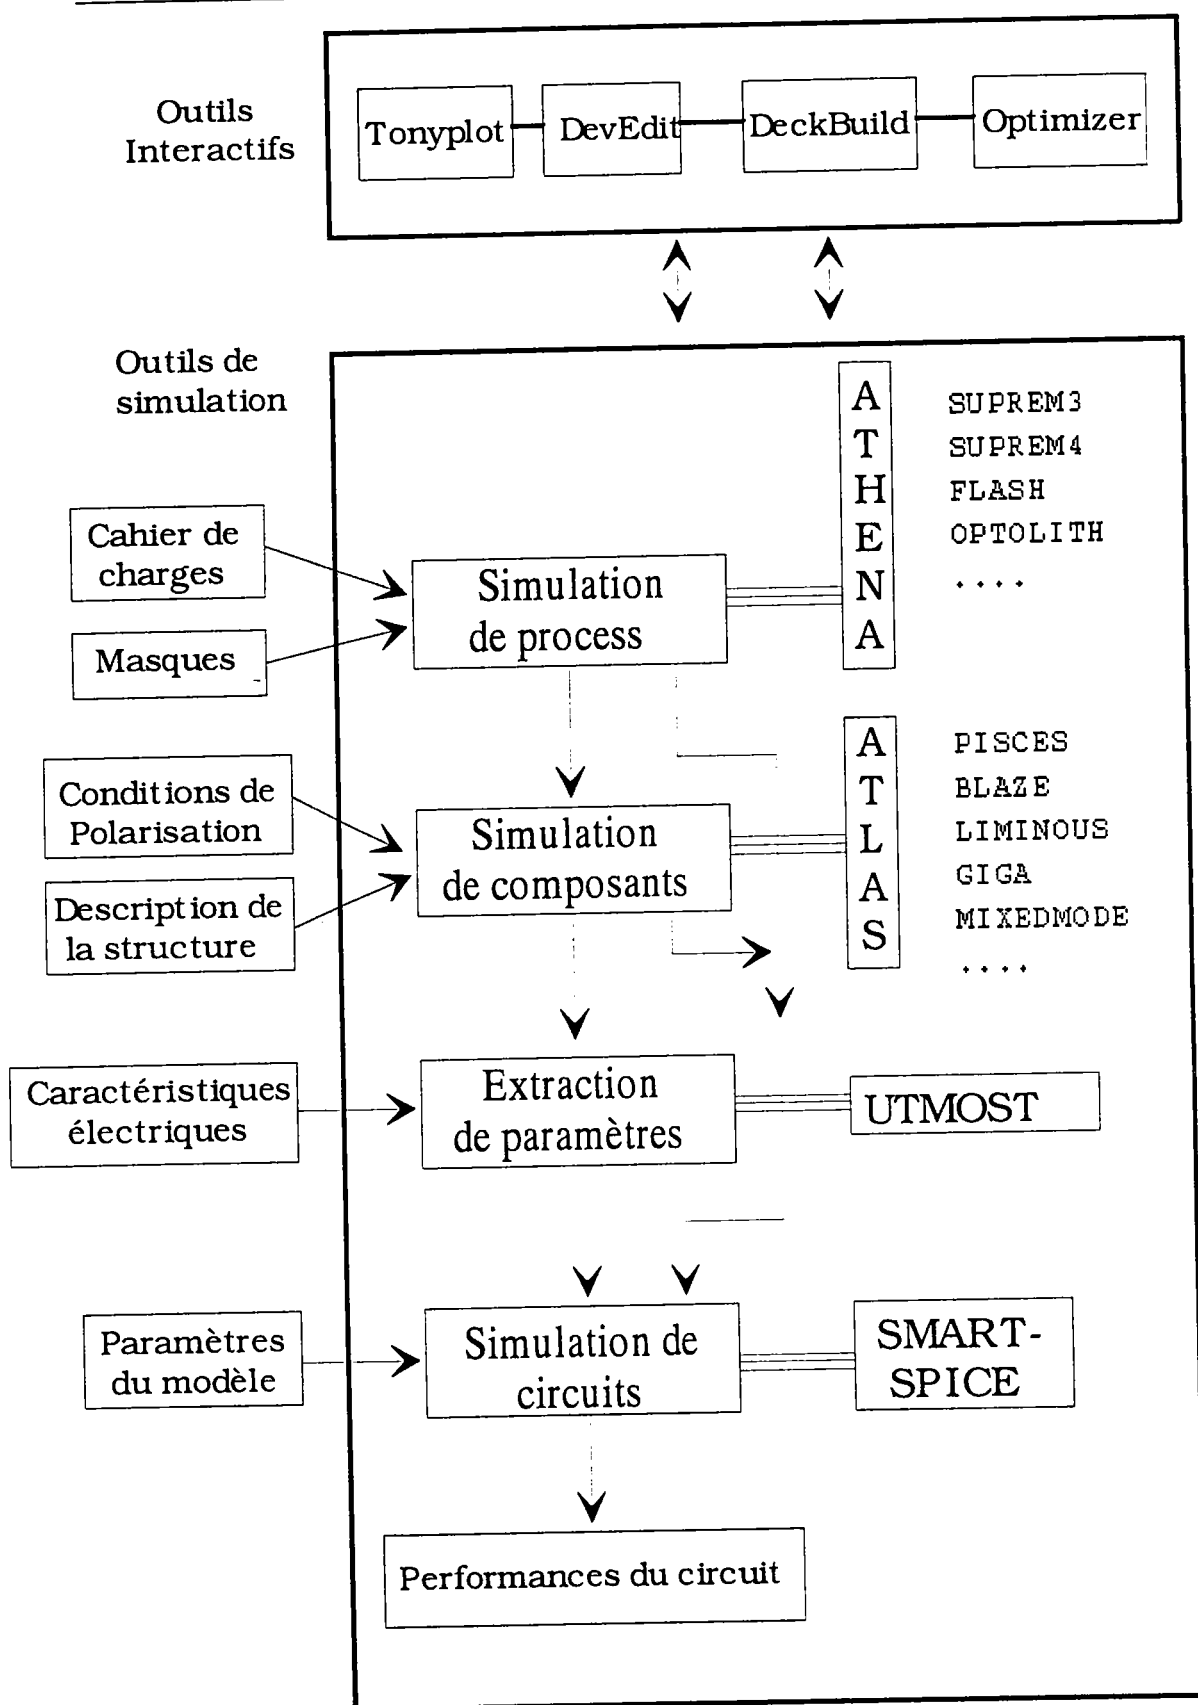 Outils
Interactifs
Tonyplot
DevEdit
DeckBuild
Optimizer
Outils de
simulation
A
T
H
E
N
A
SUPREM3
SUPREM4
FLASH
OPTOLITH
....
Cahier de
charges
Masques
Simulation
de process
Conditions de
Polarisation
Description de
la structure
Simulation
de composants
A
T
L
A
S
PISCES
BLAZE
LIMINOUS
GIGA
MIXEDMODE
....
Caractéristiques
électriques
Extraction
de paramètres
UTMOST
Paramètres
du modèle
Simulation de
circuits
SMART-
SPICE
Performances du circuit